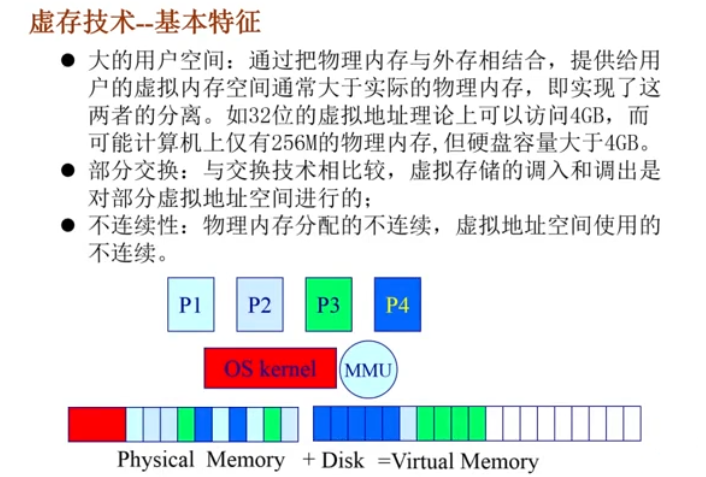 虚存技术--基本特征
● 大的用户空间：通过把物理内存与外存相结合，提供给用
户的虚拟内存空间通常大于实际的物理内存，即实现了这
两者的分离。如32位的虚拟地址理论上可以访问4GB，而
可能计算机上仅有256M的物理内存,但硬盘容量大于4GB。
● 部分交换：与交换技术相比较，虚拟存储的调入和调出是
对部分虚拟地址空间进行的；
● 不连续性：物理内存分配的不连续，虚拟地址空间使用的
不连续。
P1 P2 P3 P4
OS kernel MMU
Physical Memory + Disk =Virtual Memory